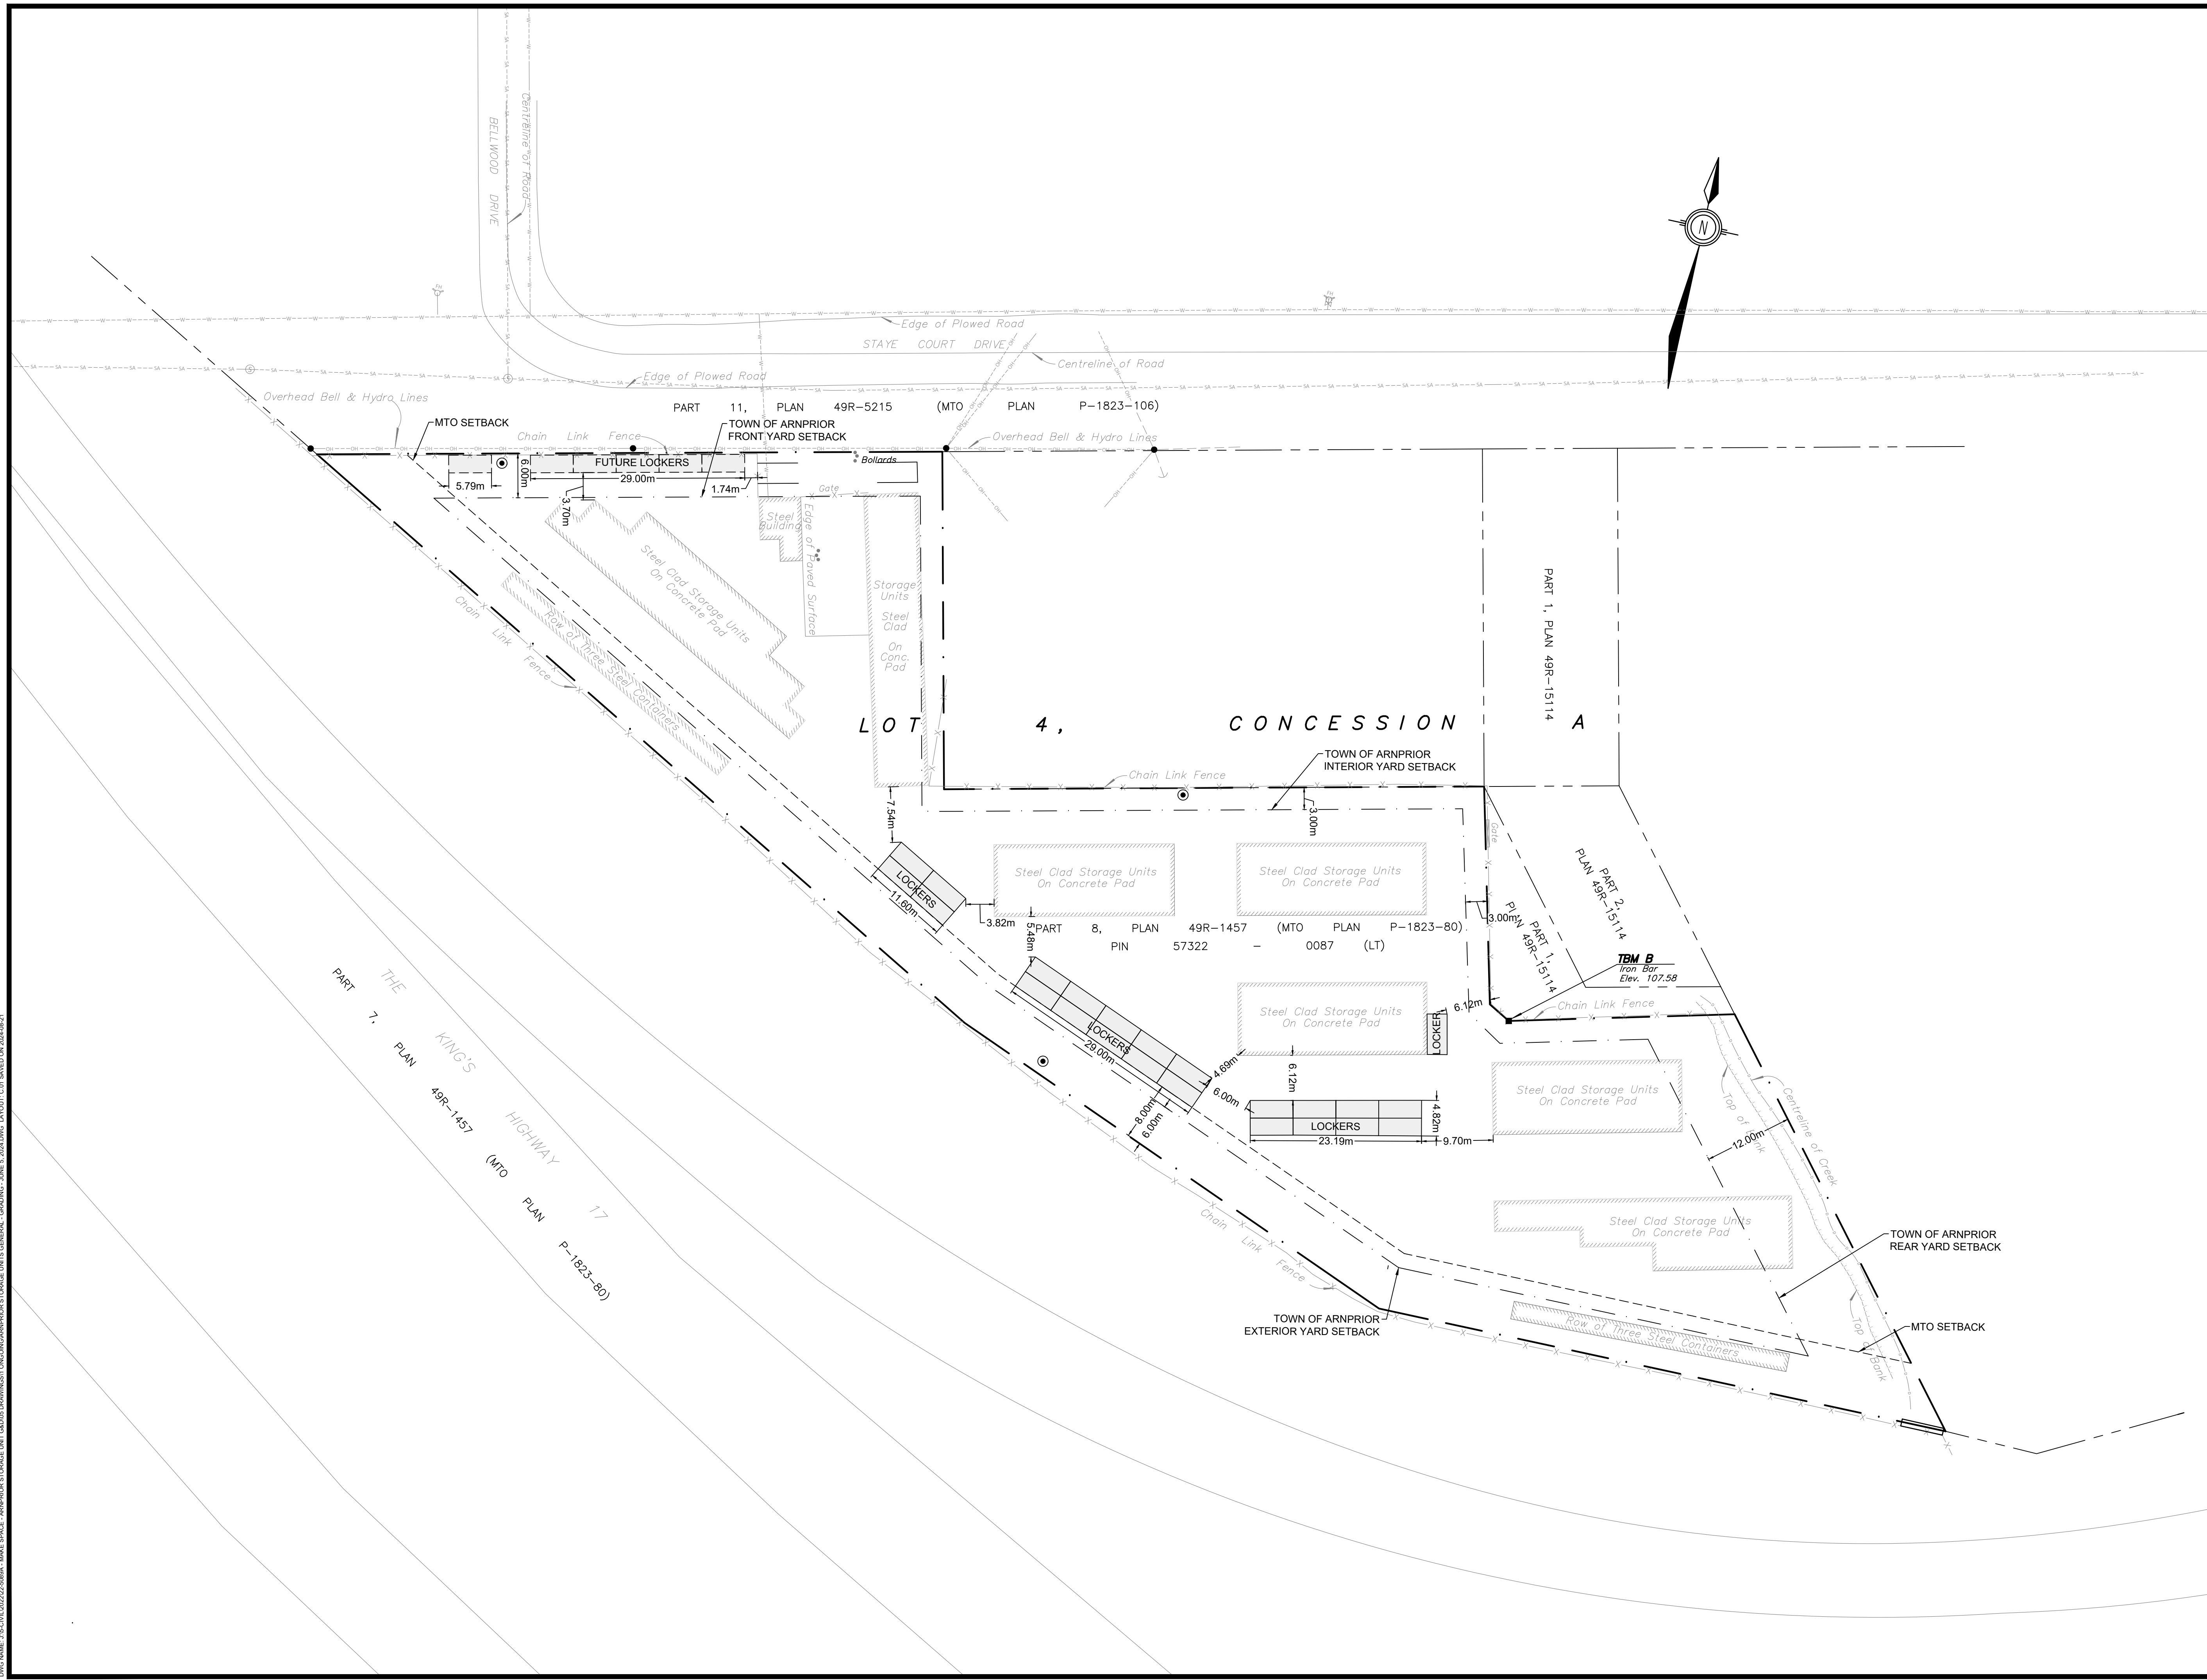 BELLWOOD DRIVE
Centreline of Road
N
Edge of Plowed Road
STAYE COURT DRIVE
Centreline of Road
Edge of Plowed Road
Overhead Bell & Hydro Lines
PART 11, PLAN 49R-5215 (MTO PLAN P-1823-106)
MTO SETBACK
TOWN OF ARNPRIOR
FRONT YARD SETBACK
Chain Link Fence
Overhead Bell & Hydro Lines
Bollards
FUTURE LOCKERS
6.00m
5.79m
29.00m
1.74m
3.70m
Gate
Steel
Building
Edge of Paved Surface
Steel Clad Storage Units
On Concrete Pad
Storage
Units
Steel
Clad
On
Conc.
Pad
Row of Three Steel Containers
Chain Link Fence
PART 1, PLAN 49R-15114
LOT 4, CONCESSION A
TOWN OF ARNPRIOR
INTERIOR YARD SETBACK
Chain Link Fence
7.54m
3.00m
Gate
LOCKERS
11.60m
3.82m
Steel Clad Storage Units
On Concrete Pad
Steel Clad Storage Units
On Concrete Pad
PART 2,
PLAN 49R-15114
3.00m
PART 1,
PLAN 49R-15114
5.48m
PART 8, PLAN 49R-1457 (MTO PLAN P-1823-80)
PIN 57322 - 0087 (LT)
TBM B
Iron Bar
Elev. 107.58
Chain Link Fence
6.12m
LOCKER
Steel Clad Storage Units
On Concrete Pad
LOCKERS
29.00m
4.69m
6.00m
6.12m
8.00m
6.00m
LOCKERS
23.19m
4.82m
9.70m
Steel Clad Storage Units
On Concrete Pad
Top of Bank
Centreline of Creek
12.00m
THE KING'S HIGHWAY 17
PART 7, PLAN 49R-1457 (MTO PLAN P-1823-80)
Chain Link Fence
Steel Clad Storage Units
On Concrete Pad
TOWN OF ARNPRIOR
REAR YARD SETBACK
TOWN OF ARNPRIOR
EXTERIOR YARD SETBACK
Row of Three Steel Containers
MTO SETBACK
Top of Bank